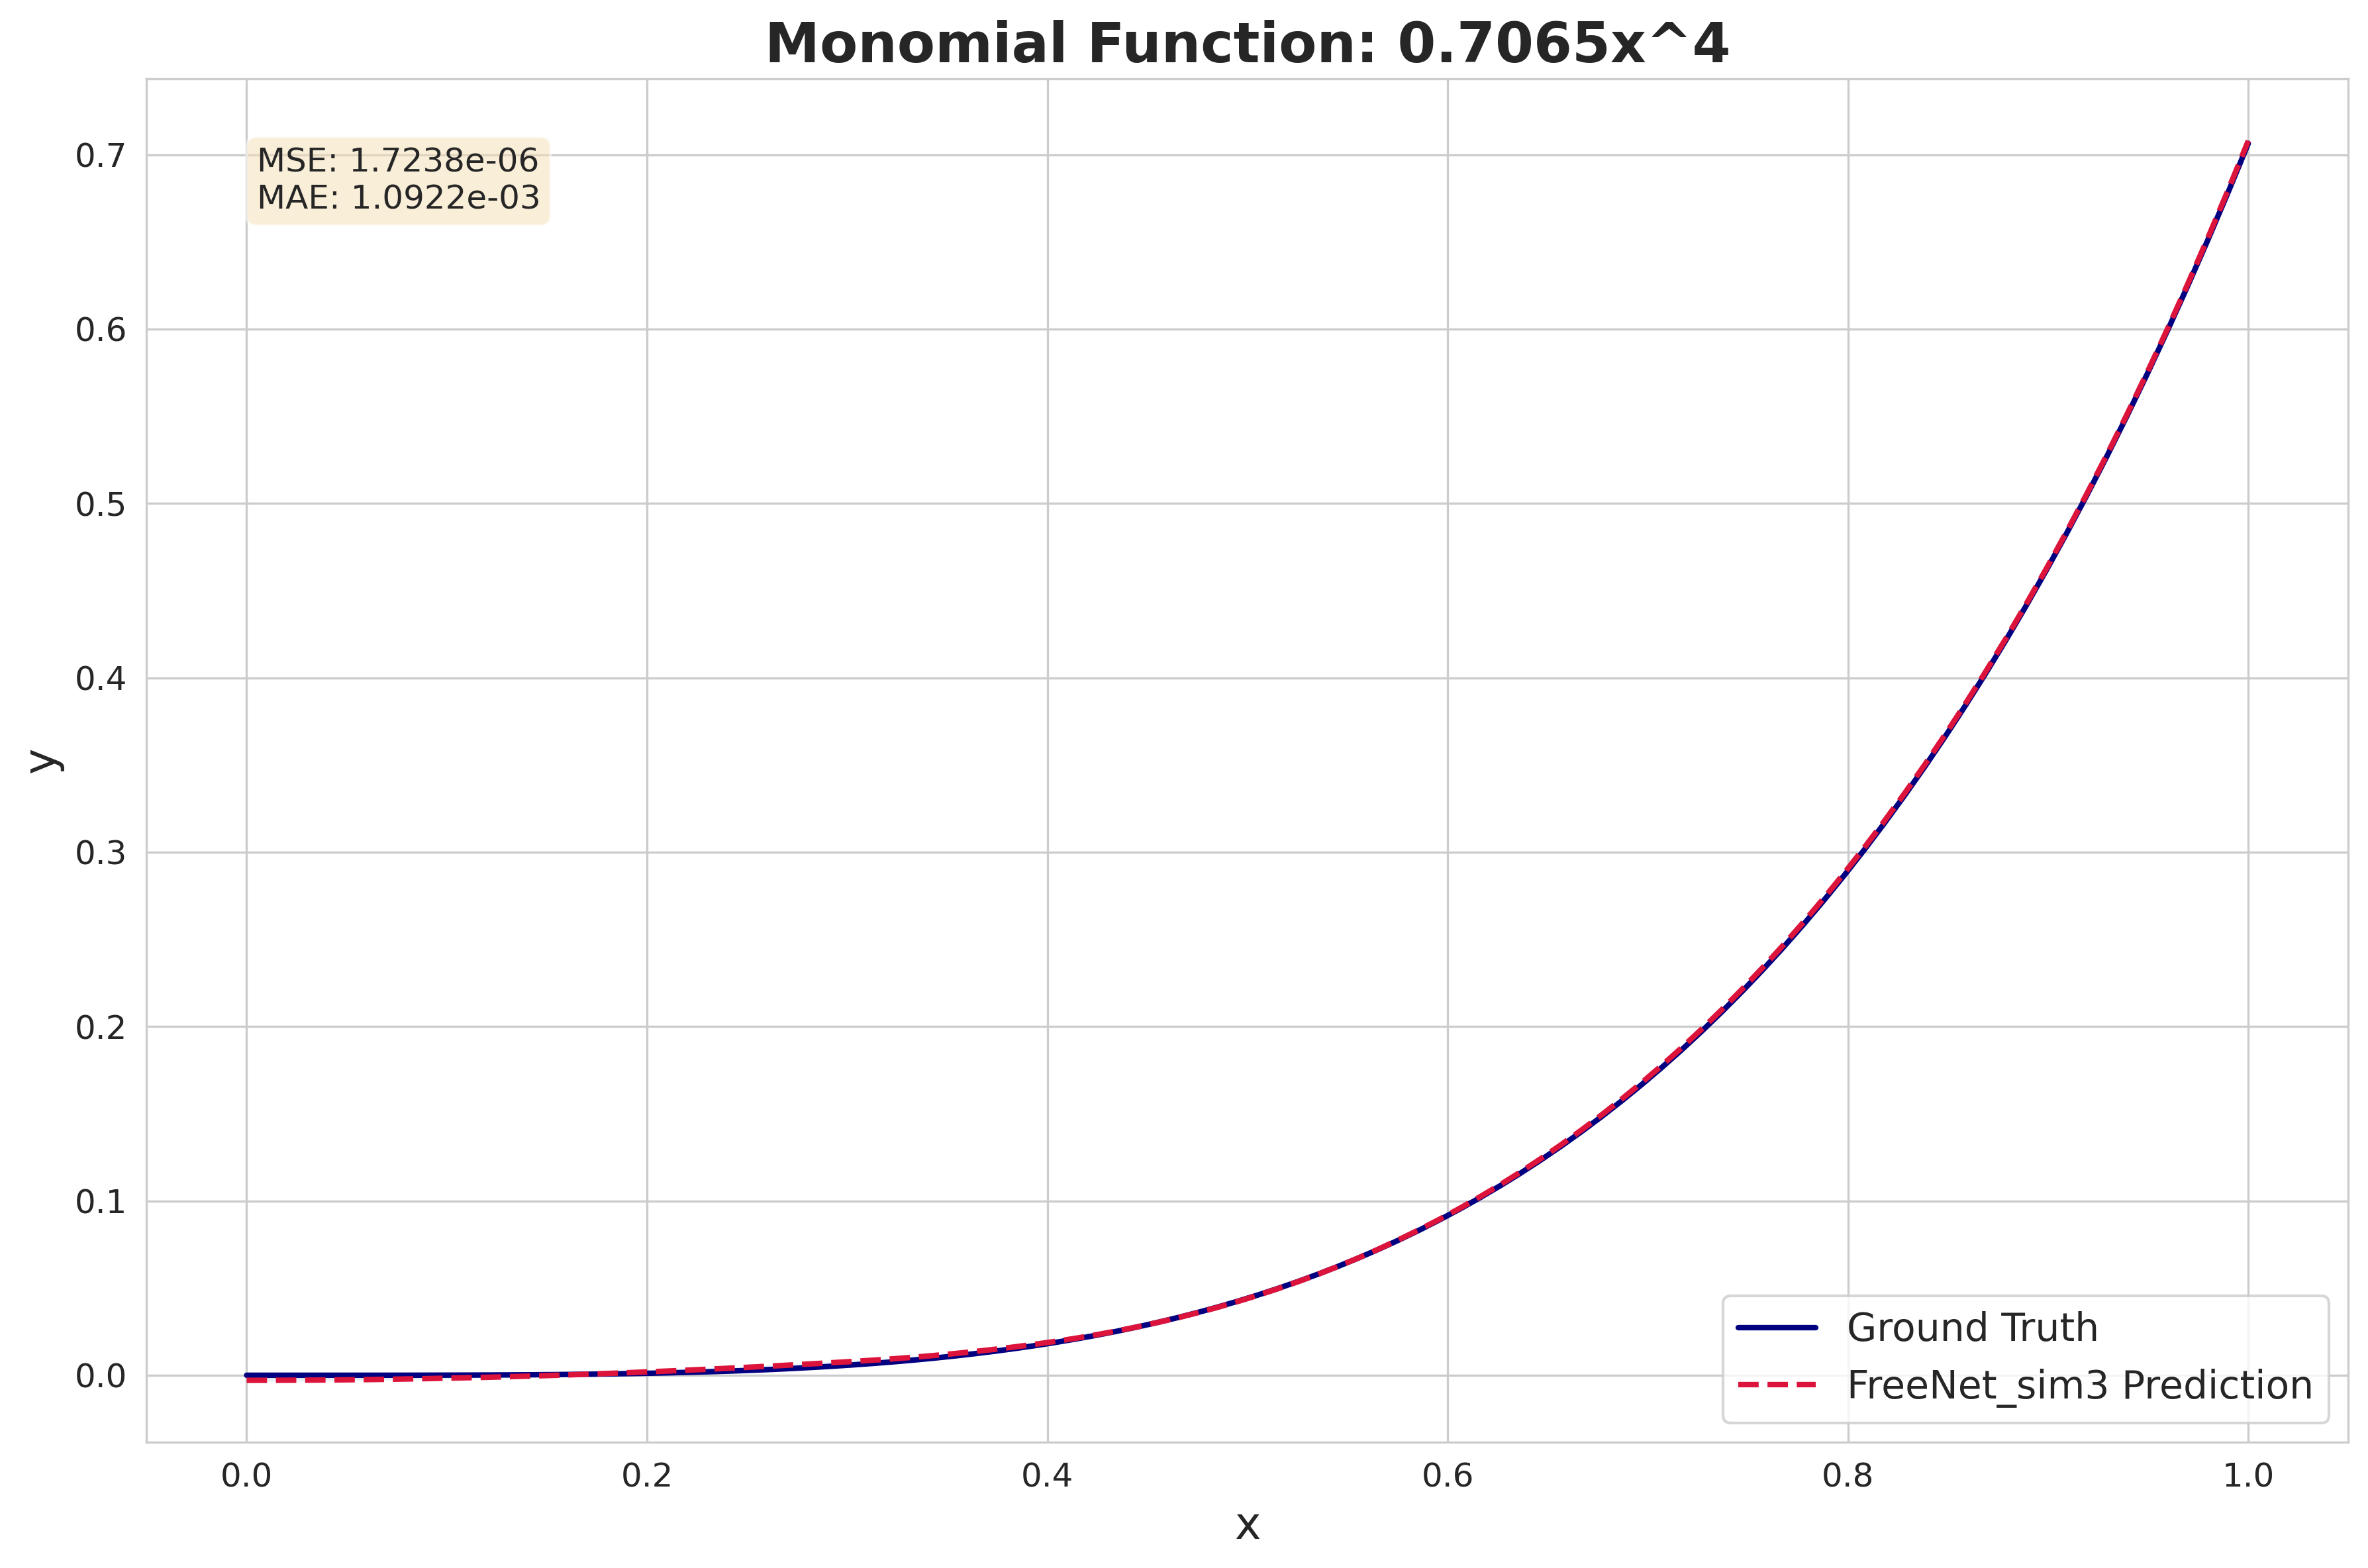 Monomial Function: 0.7065x^4
MSE: 1.7238e-06
MAE: 1.0922e-03
0.7
0.6
0.5
0.4
0.3
0.2
0.1
0.0
y
Ground Truth
FreeNet_sim3 Prediction
0.0 0.2 0.4 0.6 0.8 1.0
x